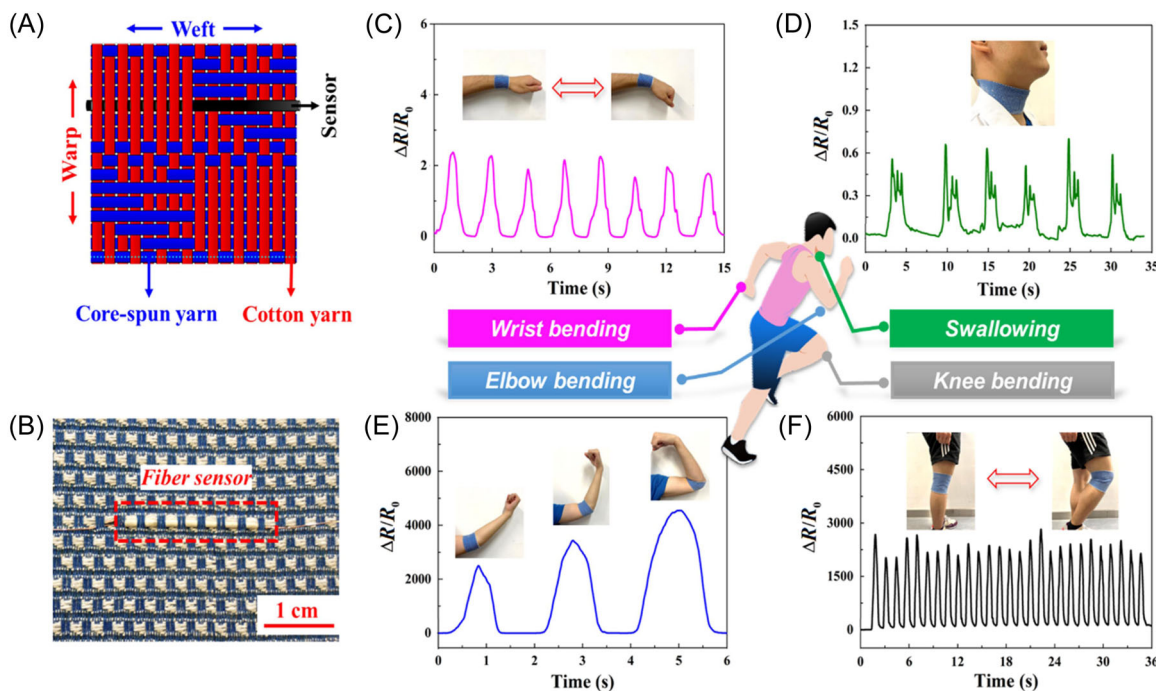 (A)
Weft
Warp
Sensor
Core-spun yarn
Cotton yarn
(C)
6
4
2
0
ΔR/R0
0
3
6
9
12
15
Time (s)
(D)
1.5
1.2
0.9
0.6
0.3
0.0
ΔR/R0
0
5
10
15
20
25
30
35
Time (s)
Wrist bending
Elbow bending
Swallowing
Knee bending
(B)
Fiber sensor
1 cm
(E)
8000
6000
4000
2000
0
ΔR/R0
0
1
2
3
4
5
6
Time (s)
(F)
6000
4500
3000
1500
0
ΔR/R0
0
6
12
18
24
30
36
Time (s)